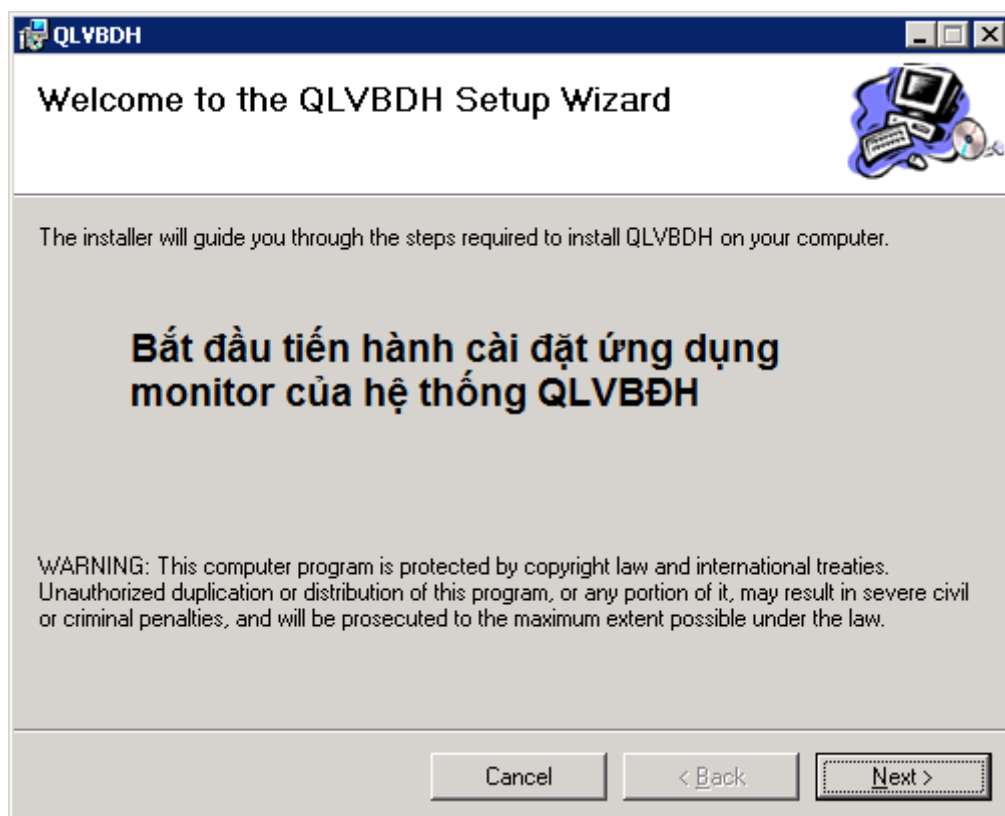 QLVBDH
Welcome to the QLVBDH Setup Wizard
The installer will guide you through the steps required to install QLVBDH on your computer.
Bắt đầu tiến hành cài đặt ứng dụng
monitor của hệ thống QLVBĐH
WARNING: This computer program is protected by copyright law and international treaties.
Unauthorized duplication or distribution of this program, or any portion of it, may result in severe civil
or criminal penalties, and will be prosecuted to the maximum extent possible under the law.
Cancel
< Back
Next >